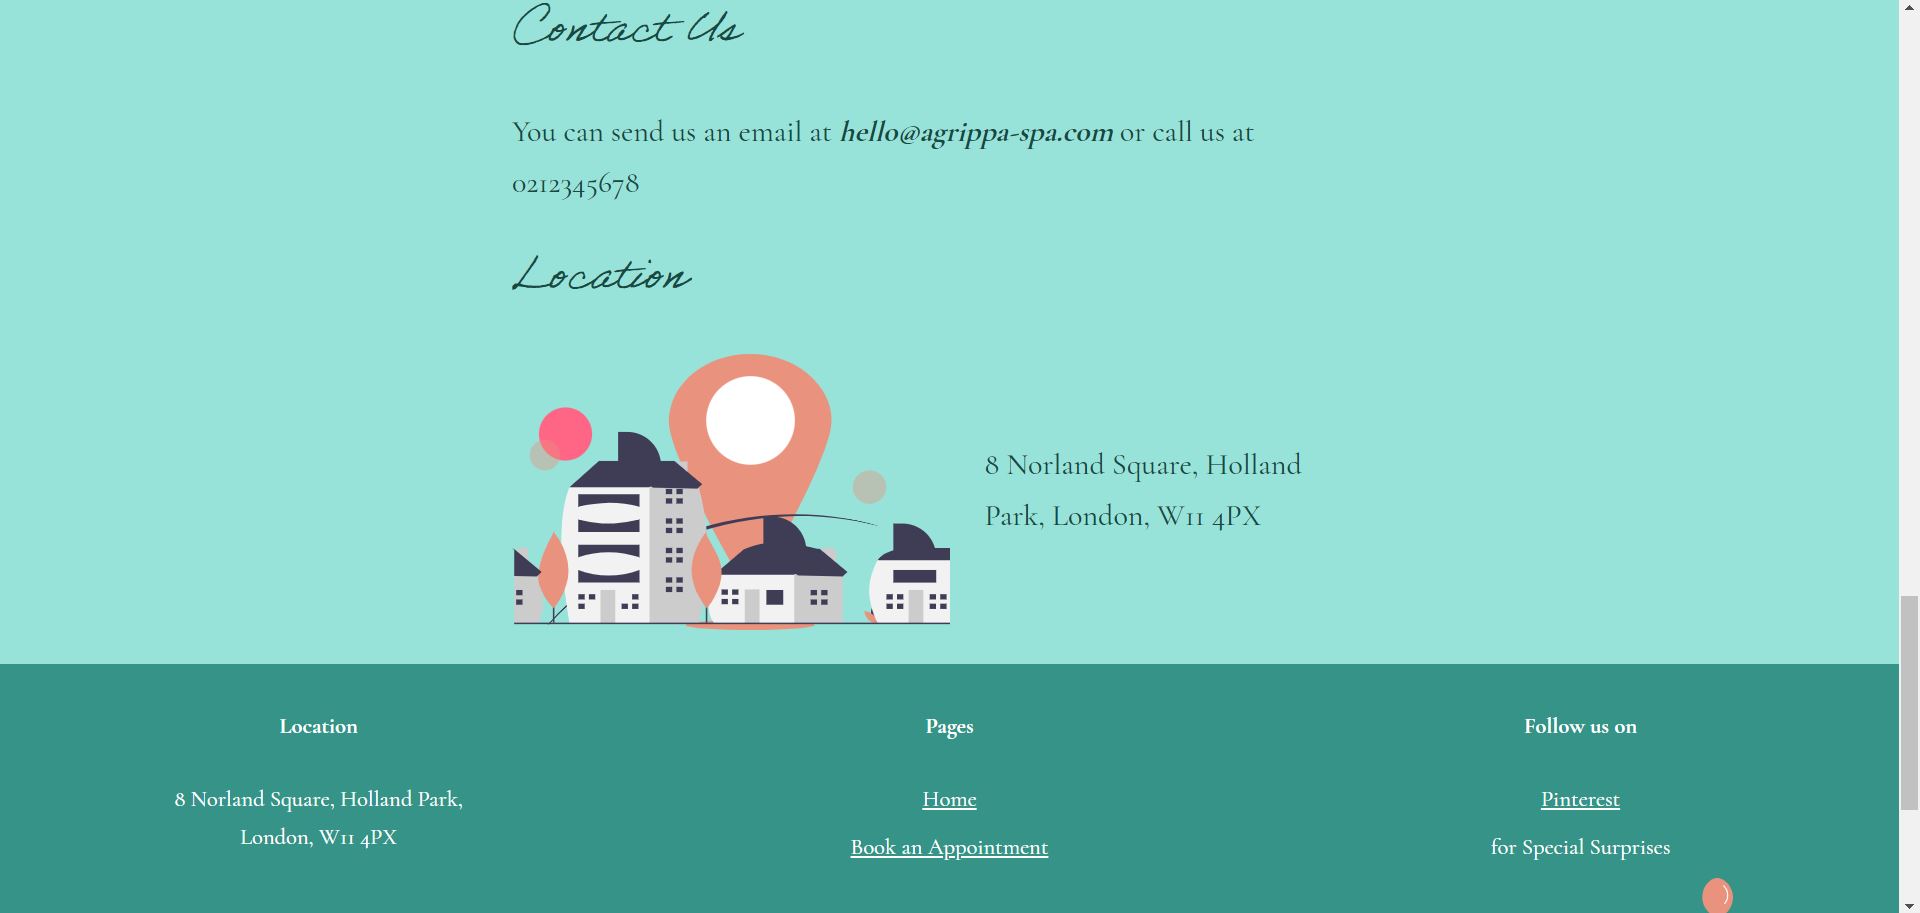 Contact Us
You can send us an email at hello@agrippa-spa.com or call us at
0212345678
Location
8 Norland Square, Holland
Park, London, W11 4PX
Location
8 Norland Square, Holland Park,
London, W11 4PX
Pages
Home
Book an Appointment
Follow us on
Pinterest
for Special Surprises